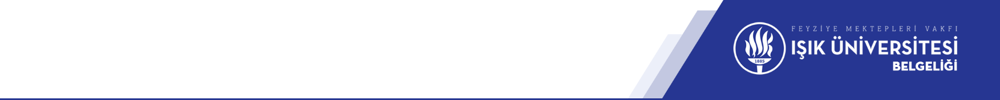 FEYZİYE MEKTEPLERİ VAKFI
IŞIK ÜNİVERSİTESİ
BELGELİĞİ
1885